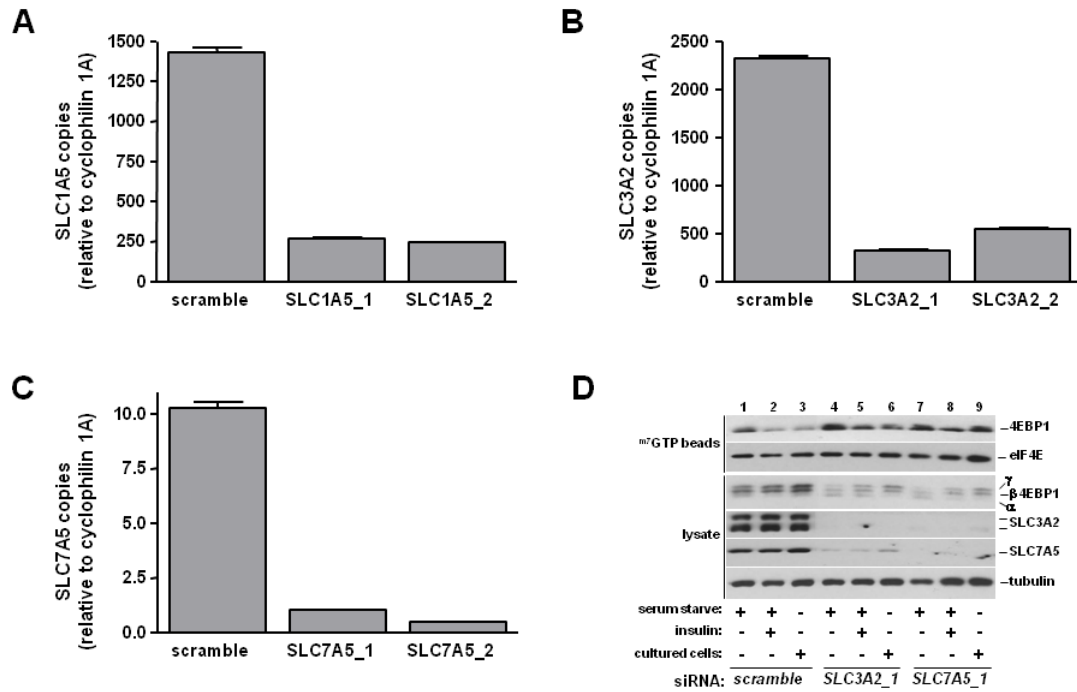 A
SLC1A5 copies
(relative to cyclophilin 1A)
1500
1250
1000
750
500
250
0
scramble SLC1A5_1 SLC1A5_2
B
SLC3A2 copies
(relative to cyclophilin 1A)
2500
2000
1500
1000
500
0
scramble SLC3A2_1 SLC3A2_2
C
SLC7A5 copies
(relative to cyclophilin 1A)
10.0
7.5
5.0
2.5
0.0
scramble SLC7A5_1 SLC7A5_2
D
1 2 3 4 5 6 7 8 9
m7GTP beads
4EBP1
eIF4E
lysate
γ
β 4EBP1
α
SLC3A2
SLC7A5
tubulin
serum starve: + + - + + - + + -
insulin: - + - - + - - + -
cultured cells: - - + - - + - - +
siRNA: scramble SLC3A2_1 SLC7A5_1